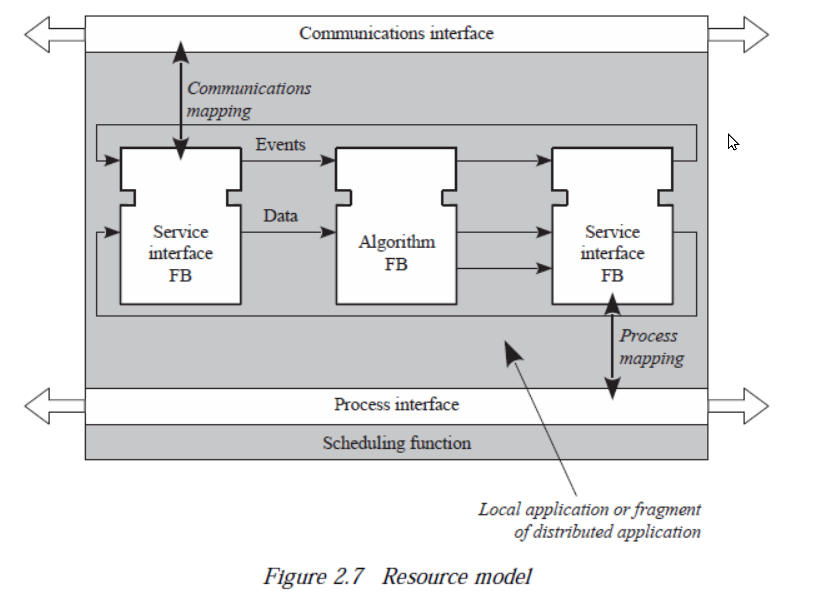 Communications interface
Communications
mapping
Events
Data
Service
interface
FB
Algorithm
FB
Service
interface
FB
Process
mapping
Process interface
Scheduling function
Local application or fragment
of distributed application
Figure 2.7 Resource model